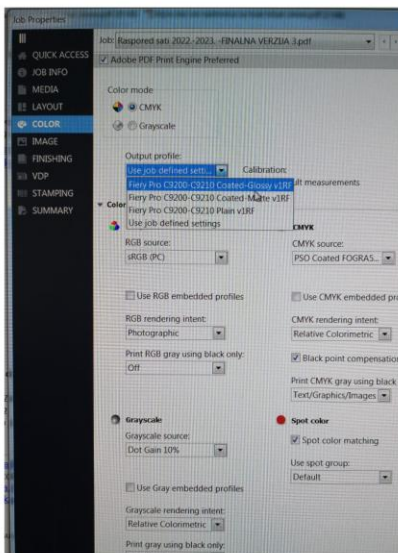 Job Properties
Job: Raspored sati 2022.-2023. -FINALNA VERZIJA 3.pdf
QUICK ACCESS
JOB INFO
MEDIA
LAYOUT
COLOR
IMAGE
FINISHING
VDP
STAMPING
SUMMARY
Adobe PDF Print Engine Preferred
Color mode
CMYK
Grayscale
Output profile:
Use job defined setti...
Calibration:
Fiery Pro C9200-C9210 Coated-Glossy v1RF
Fiery Pro C9200-C9210 Coated-Matte v1RF
Fiery Pro C9200-C9210 Plain v1RF
Use job defined settings
ult measurements
Color
RGB source:
sRGB (PC)
Use RGB embedded profiles
RGB rendering intent:
Photographic
Print RGB gray using black only:
Off
CMYK
CMYK source:
PSO Coated FOGRAS...
Use CMYK embedded pro
CMYK rendering intent:
Relative Colorimetric
Black point compensation
Print CMYK gray using black
Text/Graphics/Images
Grayscale
Grayscale source:
Dot Gain 10%
Use Gray embedded profiles
Grayscale rendering intent:
Relative Colorimetric
Print gray using black only:
Spot color
Spot color matching
Use spot group:
Default